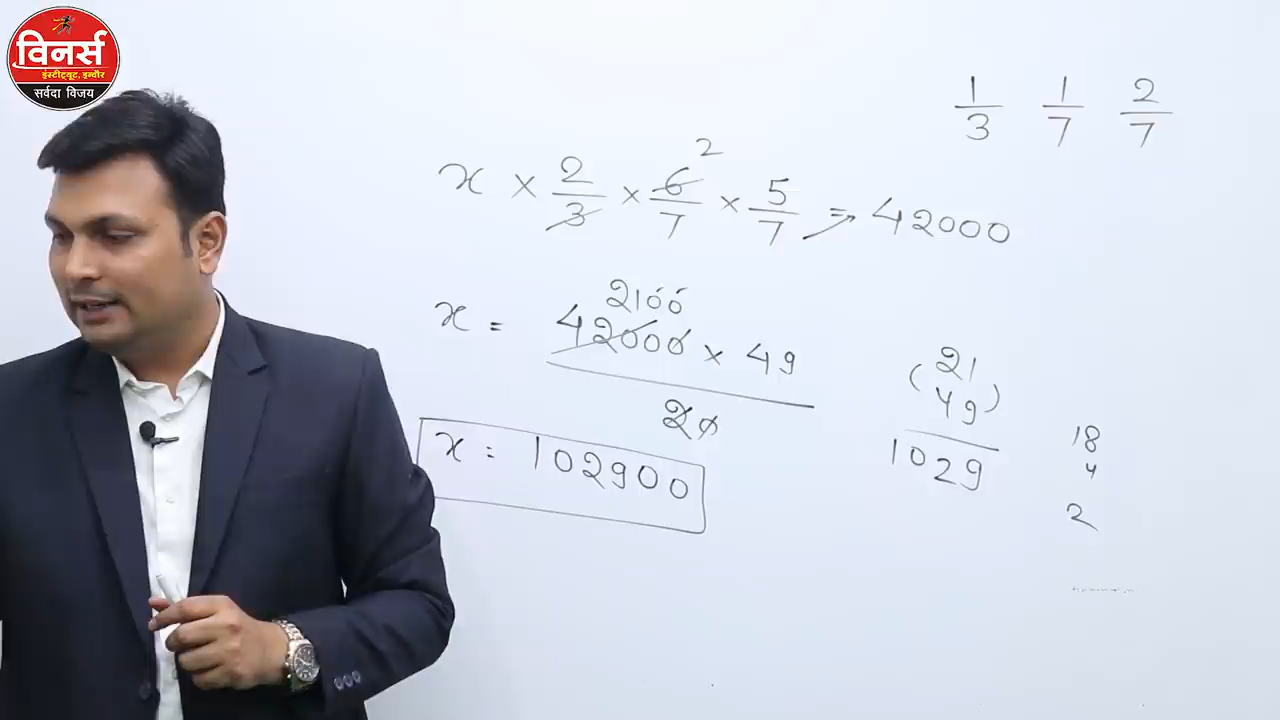 विनर्स
इंस्टीट्यूट, इन्दौर
सर्वदा विजय
1/3 1/7 2/7
2
x × 2/3 × 6/7 × 5/7 = 42000
2100
x = 42000 × 49
20
x = 102900
21
(49)
1029
18
4
2